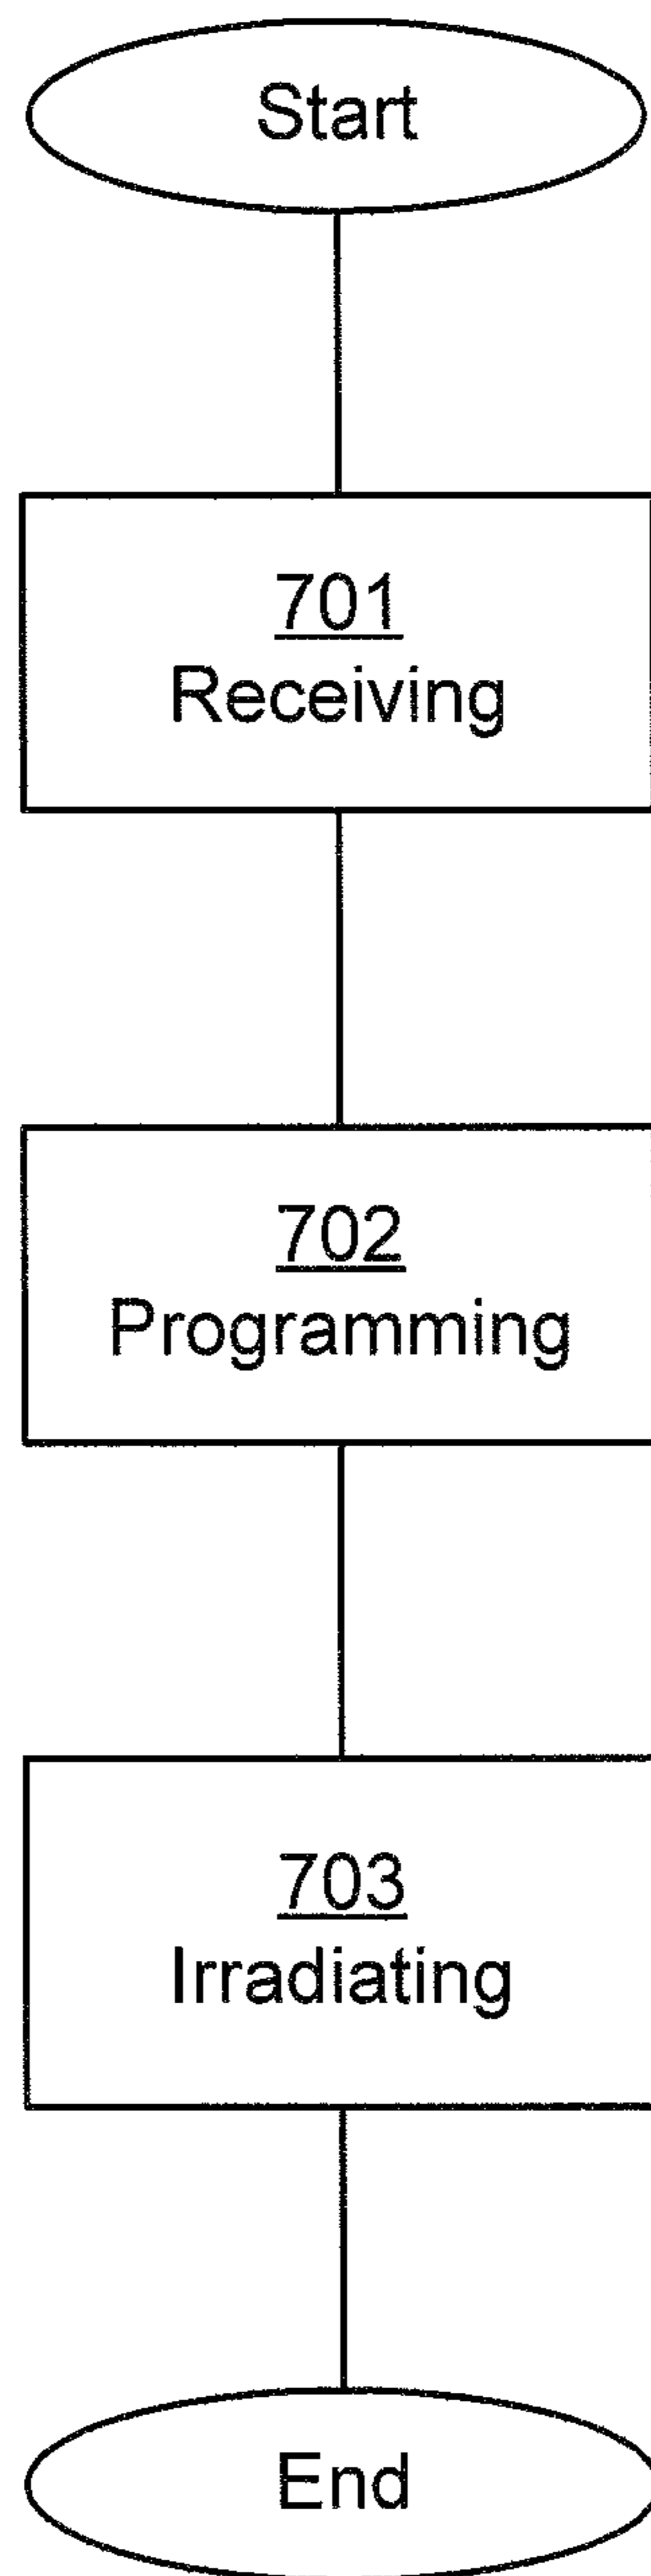 Start
701
Receiving
702
Programming
703
Irradiating
End